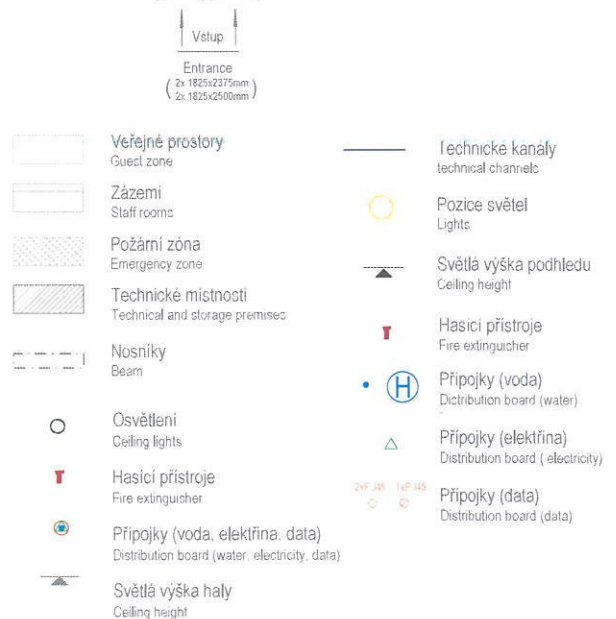 Vstup
Entrance
( 2x 1825x2375mm
2x 1825x2500mm )
Veřejné prostory
Guest zone
Zázemí
Staff rooms
Požární zóna
Emergency zone
Technické místnosti
Technical and storage premises
Nosníky
Beam
Osvětlení
Ceiling lights
Hasicí přístroje
Fire extinguisher
Přípojky (voda, elektřina, data)
Distribution board (water, electricity, data)
Světlá výška haly
Ceiling height
Technické kanály
technical channels
Pozice světel
Lights
Světlá výška podhledu
Ceiling height
Hasicí přístroje
Fire extinguisher
H
Přípojky (voda)
Distribution board (water)
Přípojky (elektřina)
Distribution board ( electricity)
Přípojky (data)
Distribution board (data)